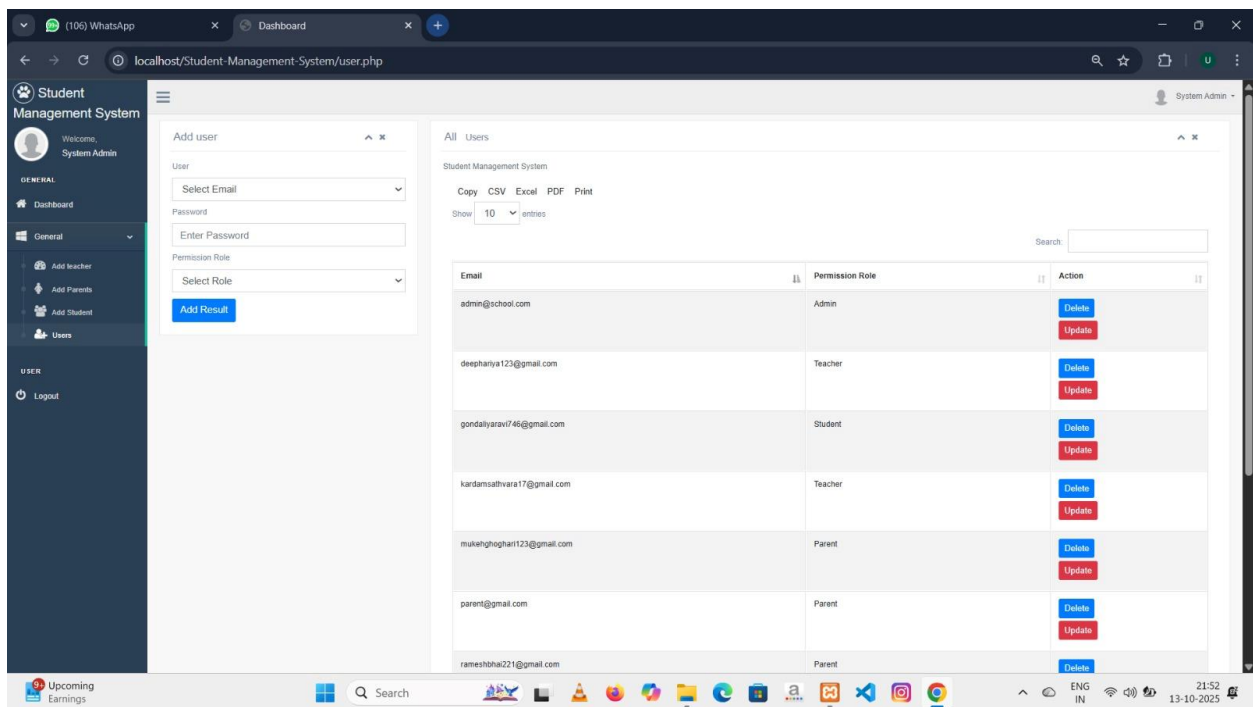 (106) WhatsApp
Dashboard
localhost/Student-Management-System/user.php
U
Student
Management System
Welcome,
System Admin
GENERAL
Dashboard
General
Add teacher
Add Parents
Add Student
Users
USER
Logout
System Admin
Add user
User
Select Email
Password
Enter Password
Permission Role
Select Role
Add Result
All Users
Student Management System
Copy CSV Excel PDF Print
Show 10 entries
Search:
Email Permission Role Action
admin@school.com Admin Delete
Update
deephariya123@gmail.com Teacher Delete
Update
gondaliyaravi746@gmail.com Student Delete
Update
kardamsathvara17@gmail.com Teacher Delete
Update
mukehghoghari123@gmail.com Parent Delete
Update
parent@gmail.com Parent Delete
Update
rameshbhai221@gmail.com Parent Delete
9+ Upcoming
Earnings
Search
a
ENG
IN
21:52
13-10-2025